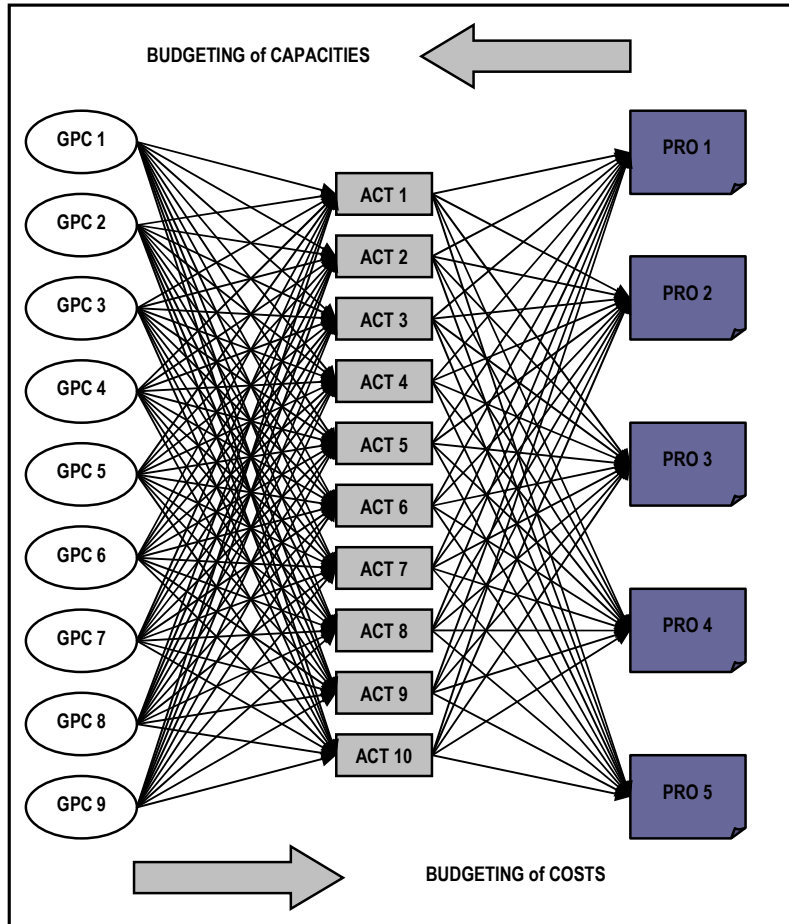 BUDGETING of CAPACITIES
GPC 1
GPC 2
GPC 3
GPC 4
GPC 5
GPC 6
GPC 7
GPC 8
GPC 9
ACT 1
ACT 2
ACT 3
ACT 4
ACT 5
ACT 6
ACT 7
ACT 8
ACT 9
ACT 10
PRO 1
PRO 2
PRO 3
PRO 4
PRO 5
BUDGETING of COSTS